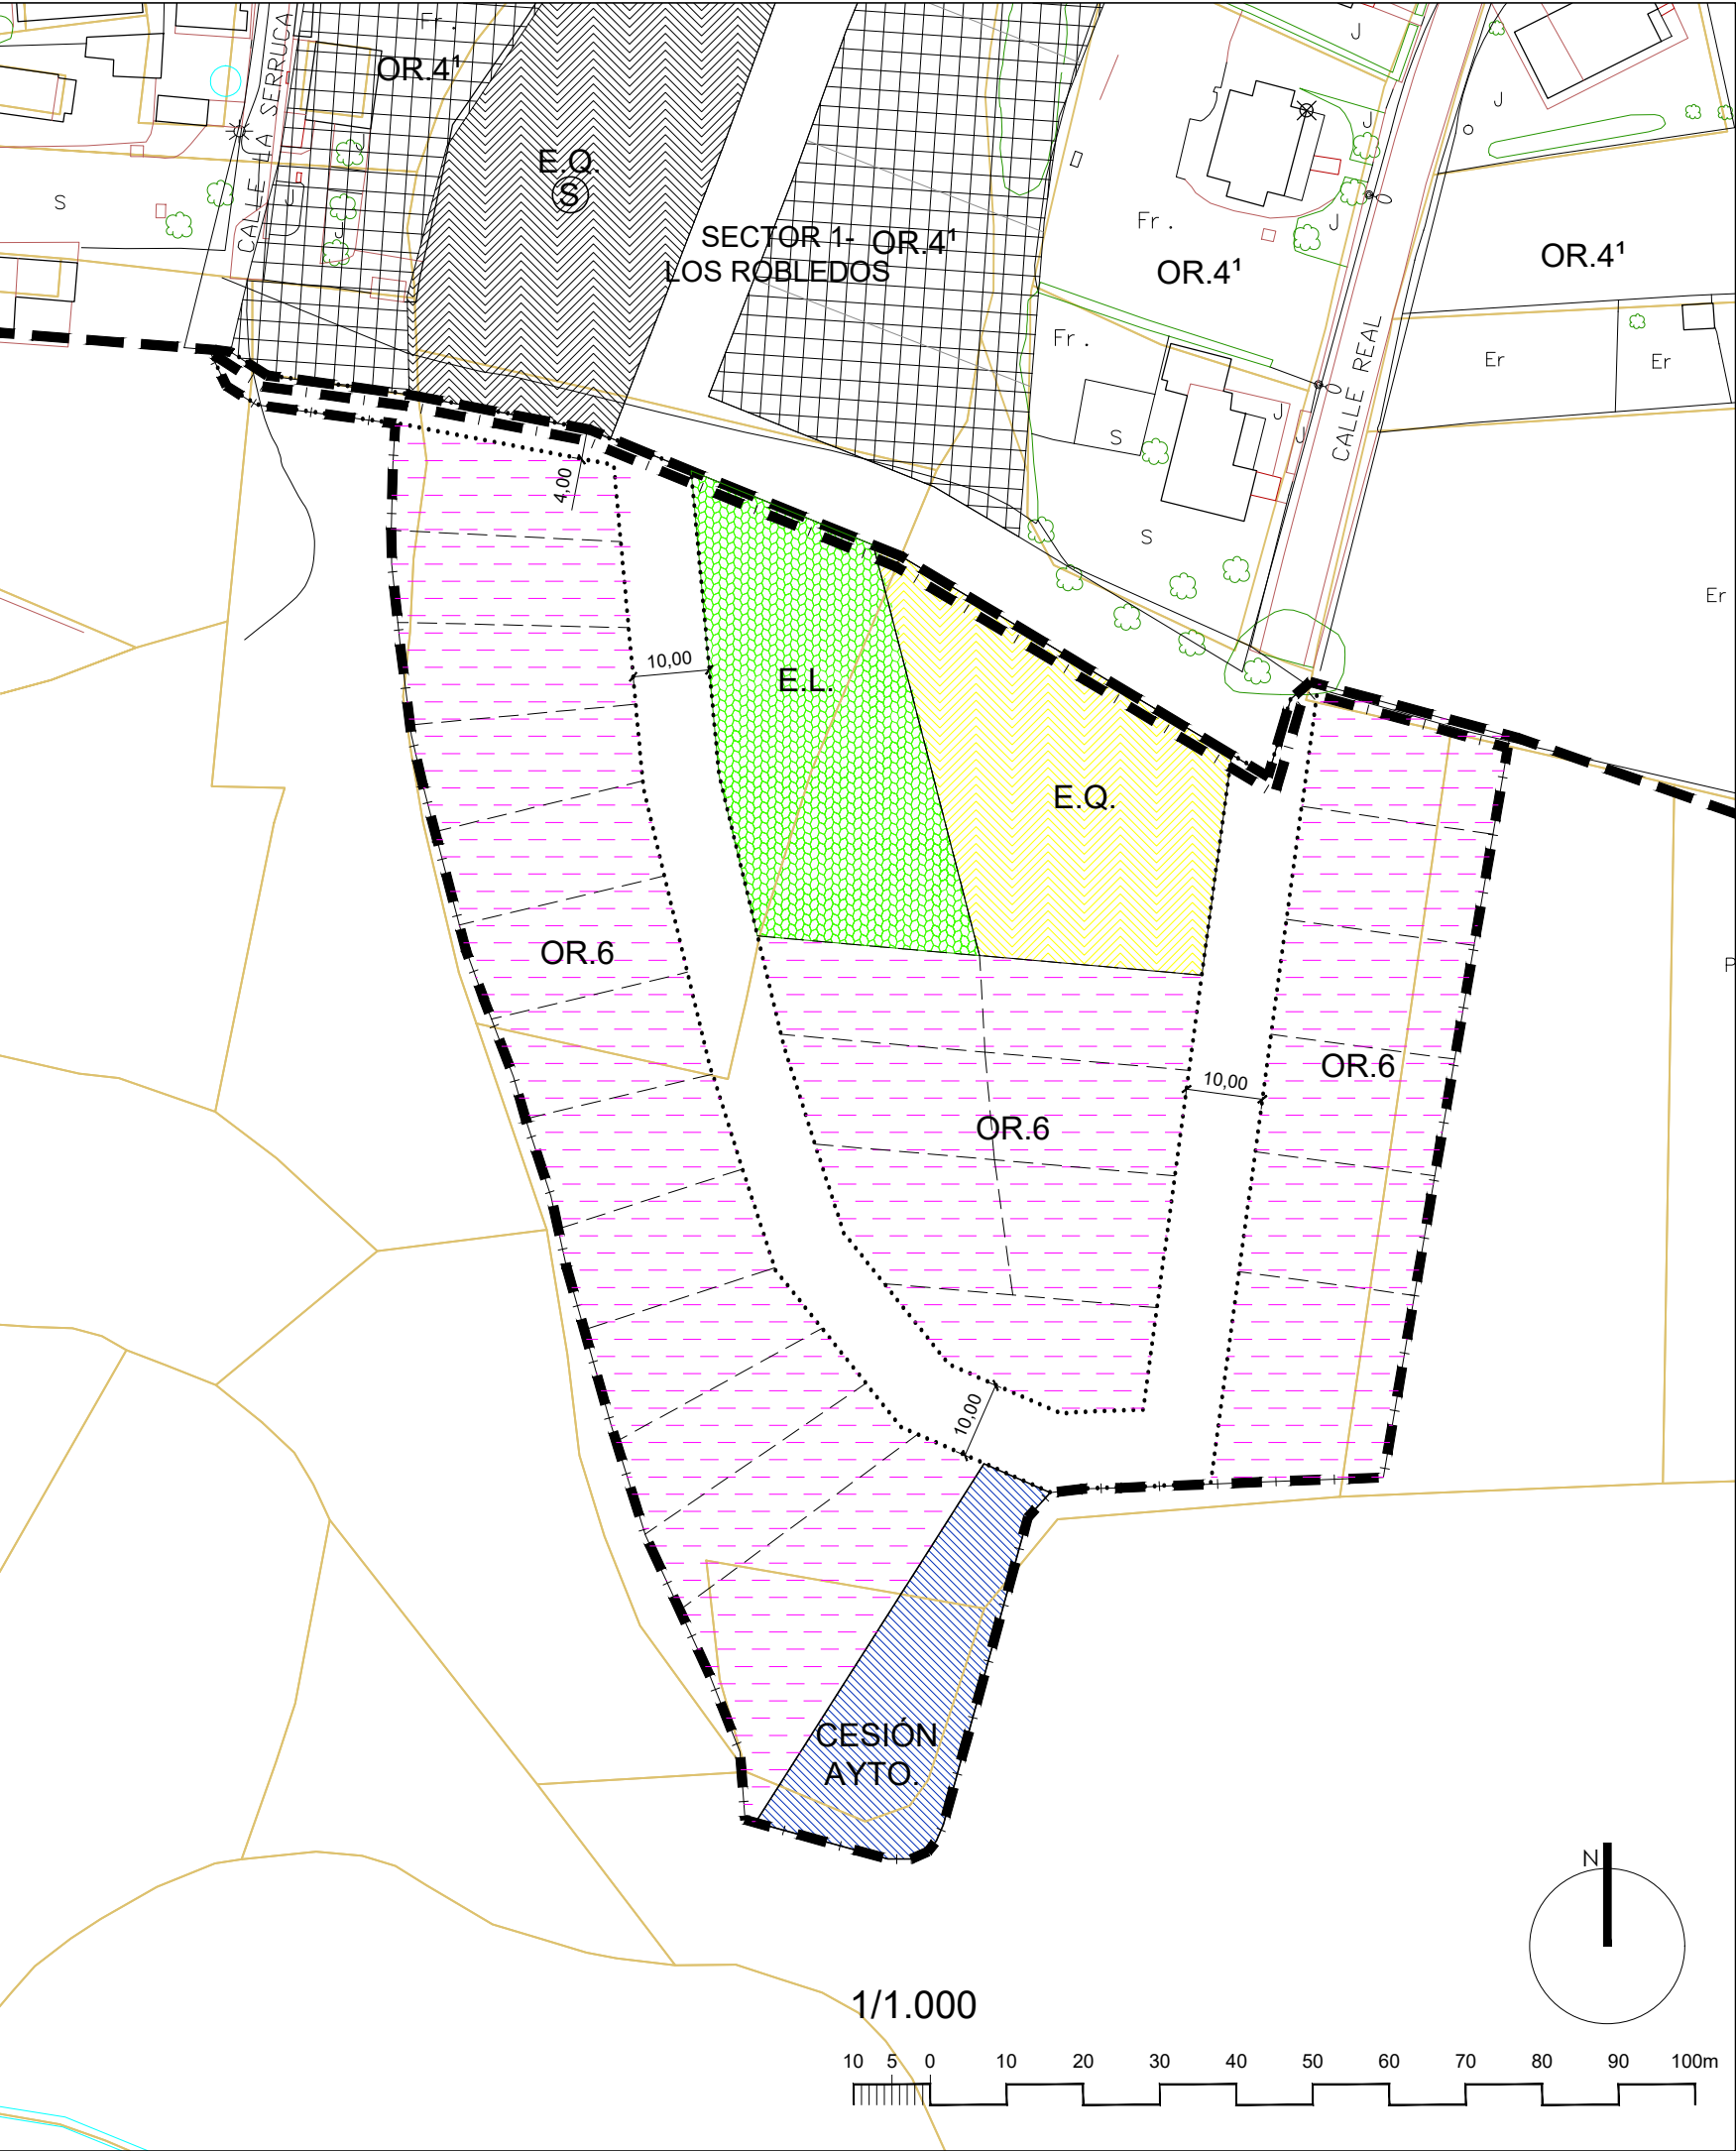 Fr.
OR.4¹
CALLE LA SERRUCA
J
J
J
S
E.Q.
S
SECTOR 1-
LOS ROBLEDOS
OR.4¹
Fr.
OR.4¹
J
J
J
J
OR.4¹
Fr.
CALLE REAL
Er
Er
S
J
J
S
Er
P
4,00
10,00
E.L.
E.Q.
OR.6
OR.6
10,00
OR.6
10,00
CESIÓN
AYTO.
N
1/1.000
10 5 0 10 20 30 40 50 60 70 80 90 100m